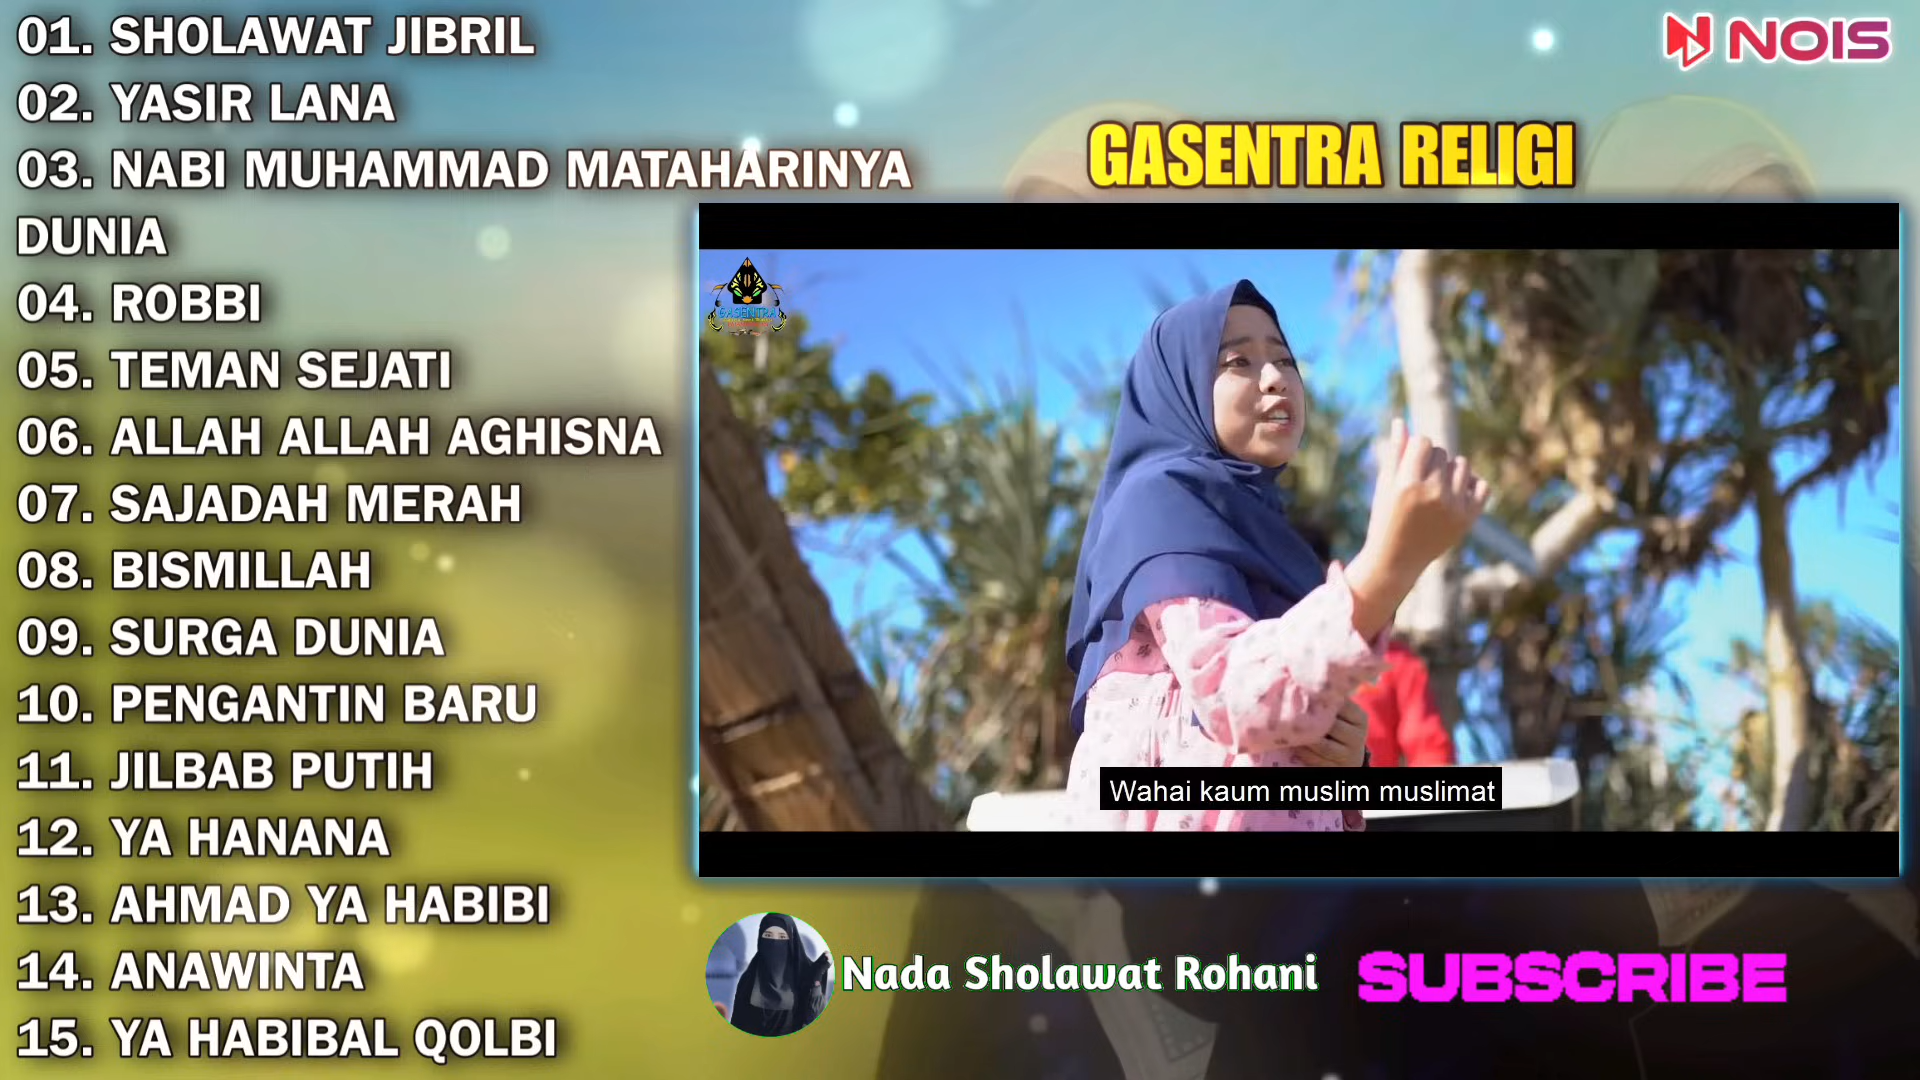 01. SHOLAWAT JIBRIL
02. YASIR LANA
03. NABI MUHAMMAD MATAHARINYA
DUNIA
04. ROBBI
05. TEMAN SEJATI
06. ALLAH ALLAH AGHISNA
07. SAJADAH MERAH
08. BISMILLAH
09. SURGA DUNIA
10. PENGANTIN BARU
11. JILBAB PUTIH
12. YA HANANA
13. AHMAD YA HABIBI
14. ANAWINTA
15. YA HABIBAL QOLBI
NOIS
GASENTRA RELIGI
GASENTRA
Wahai kaum muslim muslimat
Nada Sholawat Rohani
SUBSCRIBE